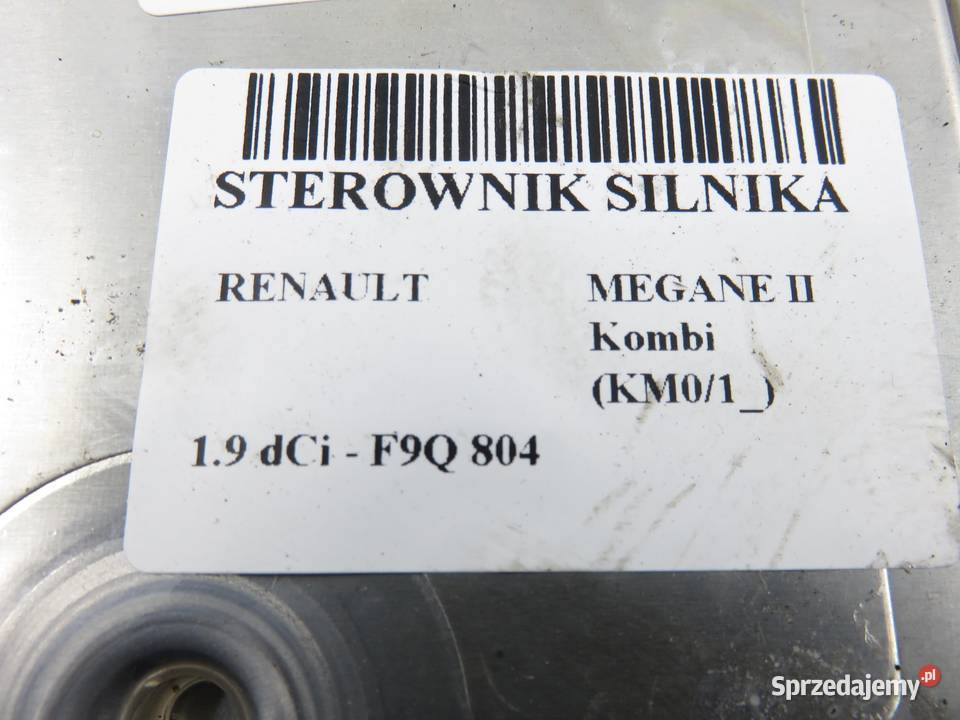 STEROWNIK SILNIKA
RENAULT MEGANE II
Kombi
(KM0/1_)
1.9 dCi - F9Q 804
Sprzedajemy.pl